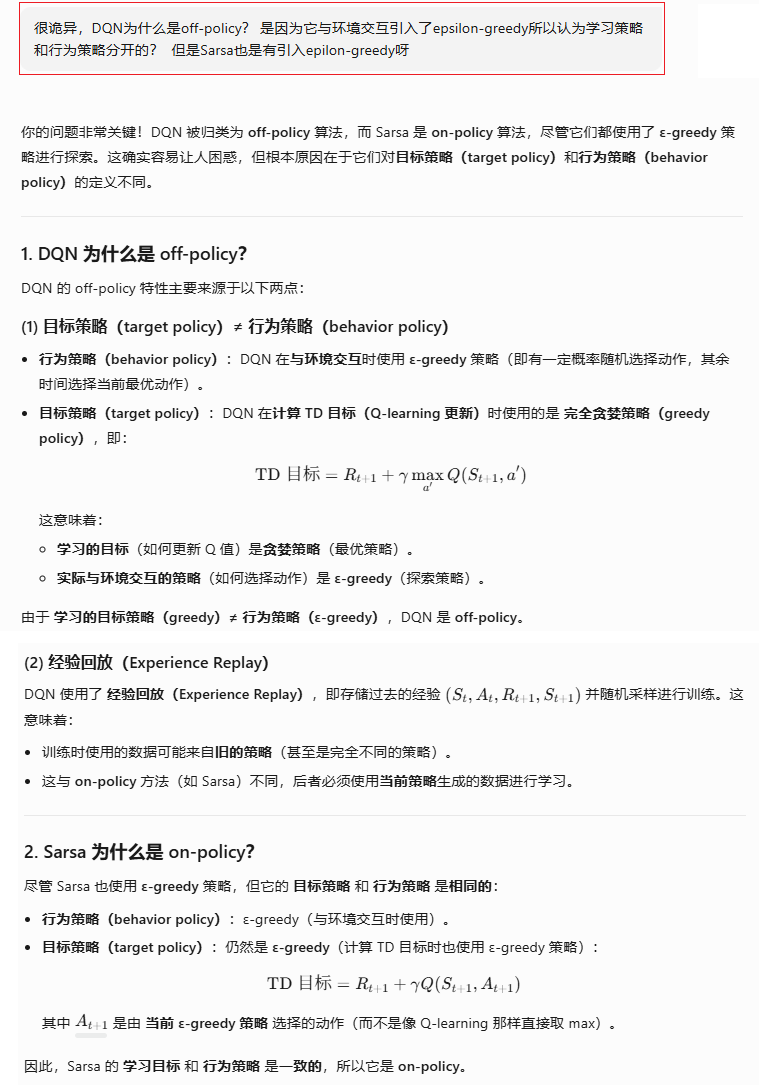 很诡异，DQN为什么是off-policy？ 是因为它与环境交互引入了epsilon-greedy所以认为学习策略
和行为策略分开的？ 但是Sarsa也是有引入epilon-greedy呀
你的问题非常关键！DQN 被归类为 off-policy 算法，而 Sarsa 是 on-policy 算法，尽管它们都使用了 ε-greedy 策
略进行探索。这确实容易让人困惑，但根本原因在于它们对目标策略（target policy）和行为策略（behavior
policy）的定义不同。
1. DQN 为什么是 off-policy？
DQN 的 off-policy 特性主要来源于以下两点：
(1) 目标策略（target policy）≠ 行为策略（behavior policy）
• 行为策略（behavior policy）：DQN 在与环境交互时使用 ε-greedy 策略（即有一定概率随机选择动作，其余
时间选择当前最优动作）。
• 目标策略（target policy）：DQN 在计算 TD 目标（Q-learning 更新）时使用的是 完全贪婪策略（greedy
policy），即：
TD 目标 = R_{t+1} + γ max_{a′} Q(S_{t+1}, a′)
这意味着：
○ 学习的目标（如何更新 Q 值）是贪婪策略（最优策略）。
○ 实际与环境交互的策略（如何选择动作）是 ε-greedy（探索策略）。
由于 学习的目标策略（greedy）≠ 行为策略（ε-greedy），DQN 是 off-policy。
(2) 经验回放（Experience Replay）
DQN 使用了 经验回放（Experience Replay），即存储过去的经验 (S_t, A_t, R_{t+1}, S_{t+1}) 并随机采样进行训练。这
意味着：
• 训练时使用的数据可能来自旧的策略（甚至是完全不同的策略）。
• 这与 on-policy 方法（如 Sarsa）不同，后者必须使用当前策略生成的数据进行学习。
2. Sarsa 为什么是 on-policy？
尽管 Sarsa 也使用 ε-greedy 策略，但它的 目标策略 和 行为策略 是相同的：
• 行为策略（behavior policy）：ε-greedy（与环境交互时使用）。
• 目标策略（target policy）：仍然是 ε-greedy（计算 TD 目标时也使用 ε-greedy 策略）：
TD 目标 = R_{t+1} + γQ(S_{t+1}, A_{t+1})
其中 A_{t+1} 是由 当前 ε-greedy 策略 选择的动作（而不是像 Q-learning 那样直接取 max）。
因此，Sarsa 的 学习目标 和 行为策略 是一致的，所以它是 on-policy。